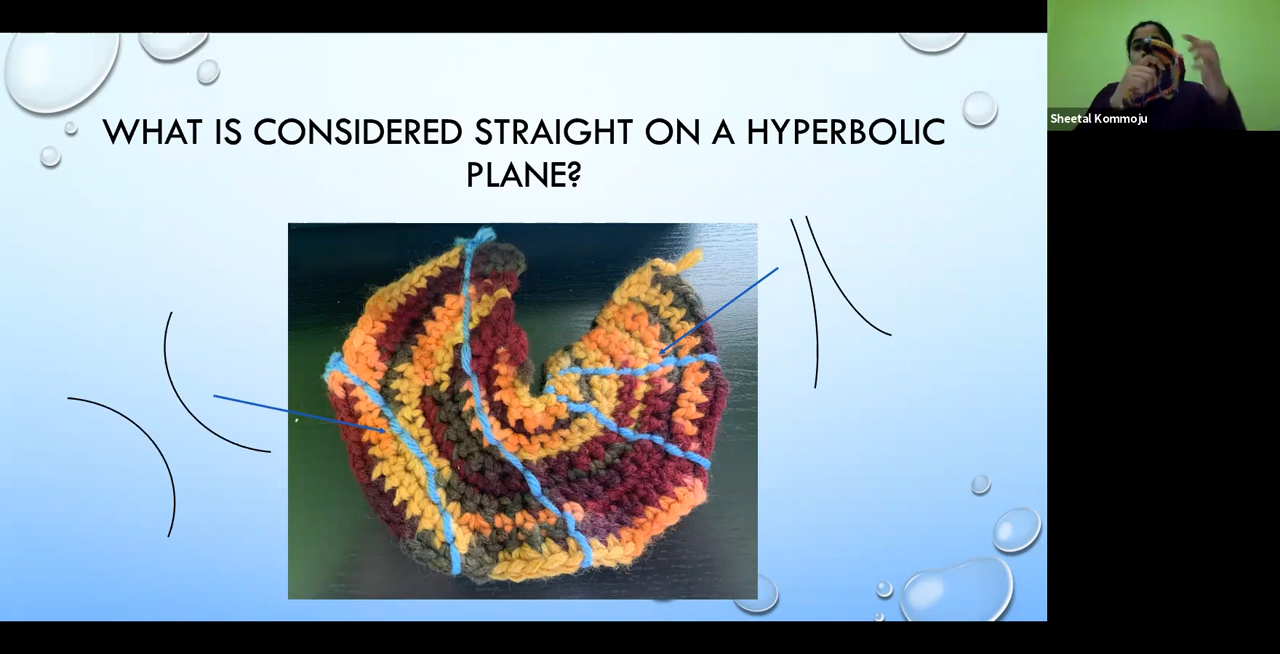 WHAT IS CONSIDERED STRAIGHT ON A HYPERBOLIC
PLANE?
Sheetal Kommoju